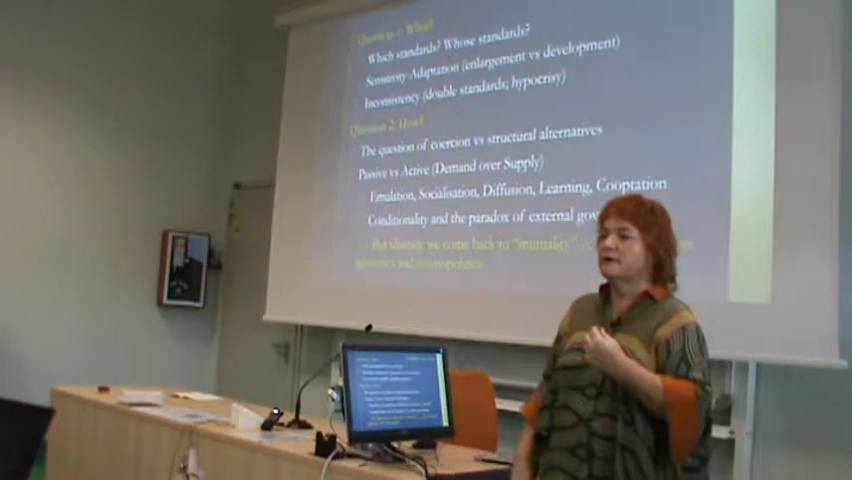 Question 1: What?
Which standards? Whose standards?
Sensitivity-Adaptation (enlargement vs development)
Inconsistency (double standards; hypocrisy)
Question 2: How?
The question of coercion vs structural alternatives
Passive vs Active (Demand over Supply)
Emulation, Socialisation, Diffusion, Learning, Cooptation
Conditionality and the paradox of external gov
But ultimate we come back to "mutuality"